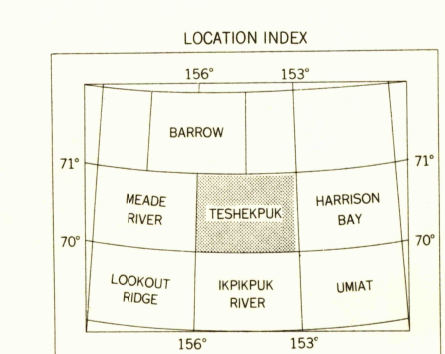 LOCATION INDEX
156° 153°
BARROW
71° 71°
MEADE RIVER TESHEKPUK HARRISON BAY
70° 70°
LOOKOUT RIDGE IKPIKPUK RIVER UMIAT
156° 153°